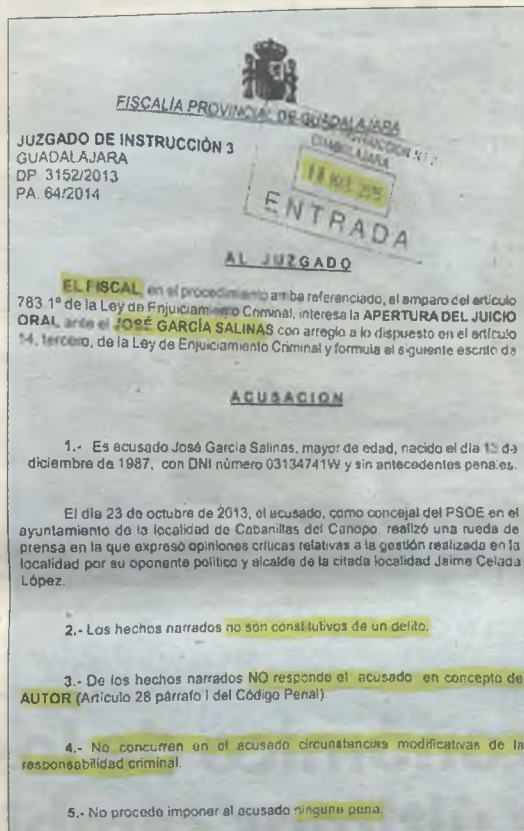 FISCALÍA PROVINCIAL DE GUADALAJARA
JUZGADO DE INSTRUCCIÓN 3
GUADALAJARA
DP 3152/2013
PA. 64/2014
ENTRADA
AL JUZGADO
EL FISCAL en el procedimiento arriba referenciado, al amparo del artículo
783.1º de la Ley de Enjuiciamiento Criminal, interesa la APERTURA DEL JUICIO
ORAL ante el JOSÉ GARCÍA SALINAS con arreglo a lo dispuesto en el artículo
14, tercero, de la Ley de Enjuiciamiento Criminal y formula el siguiente escrito de
ACUSACION
1.- Es acusado José García Salinas, mayor de edad, nacido el día de
diciembre de 1987, con DNI número 03134741W y sin antecedentes penales.
El día 23 de octubre de 2013, el acusado, como concejal del PSOE en el
ayuntamiento de la localidad de Cabanillas del Canopo, realizó una rueda de
prensa en la que expresó opiniones críticas relativas a la gestión realizada en la
localidad por su oponente político y alcalde de la citada localidad Jaime Celada
López.
2.- Los hechos narrados no son constitutivos de un delito.
3.- De los hechos narrados NO responde el acusado en concepto de
AUTOR (Artículo 28 párrafo I del Código Penal).
4.- No concurren en el acusado circunstancias modificativas de la
responsabilidad criminal.
5.- No procede imponer al acusado ninguna pena.